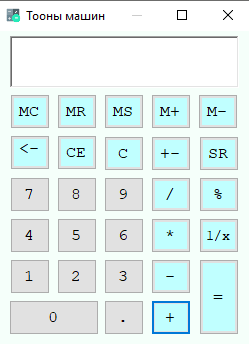 Тооны машин
MC MR MS M+ M-
<- CE C +- SR
7 8 9 / %
4 5 6 * 1/x
1 2 3 - =
0 . +